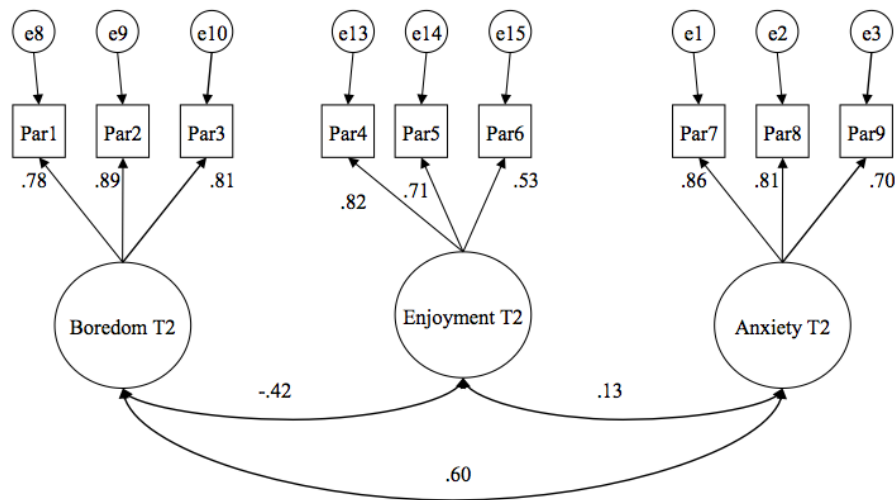 e8 e9 e10 e13 e14 e15 e1 e2 e3
Par1 Par2 Par3 Par4 Par5 Par6 Par7 Par8 Par9
.78 .89 .81 .82 .71 .53 .86 .81 .70
Boredom T2 Enjoyment T2 Anxiety T2
-.42 .13
.60